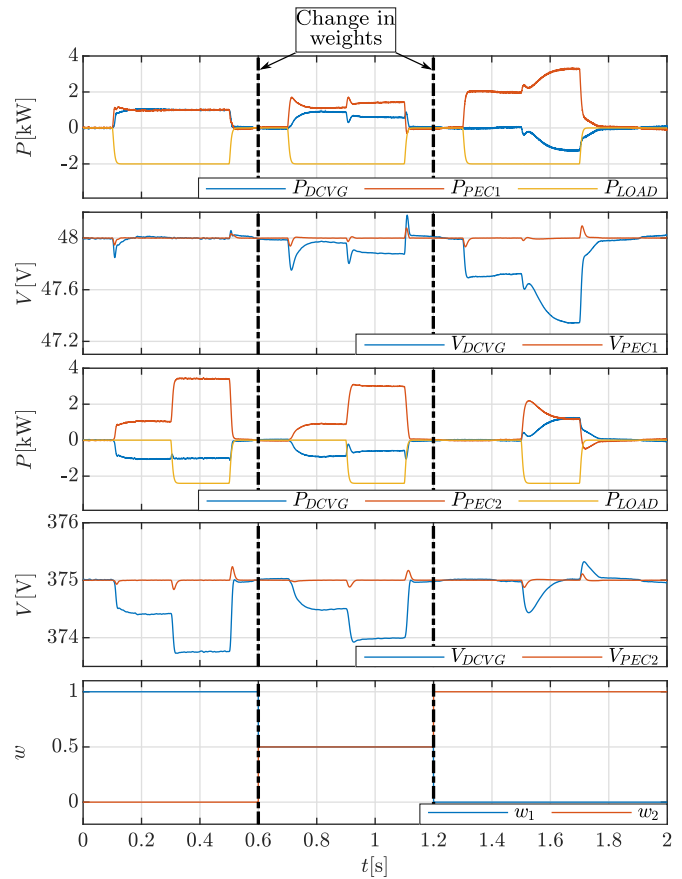 Change in
weights
4
2
0
-2
P[kW]
P_DCVG P_PEC1 P_LOAD
48
47.6
47.2
V[V]
V_DCVG V_PEC1
4
2
0
-2
P[kW]
P_DCVG P_PEC2 P_LOAD
376
375
374
V[V]
V_DCVG V_PEC2
1
0.5
0
w
w_1 w_2
0 0.2 0.4 0.6 0.8 1 1.2 1.4 1.6 1.8 2
t[s]